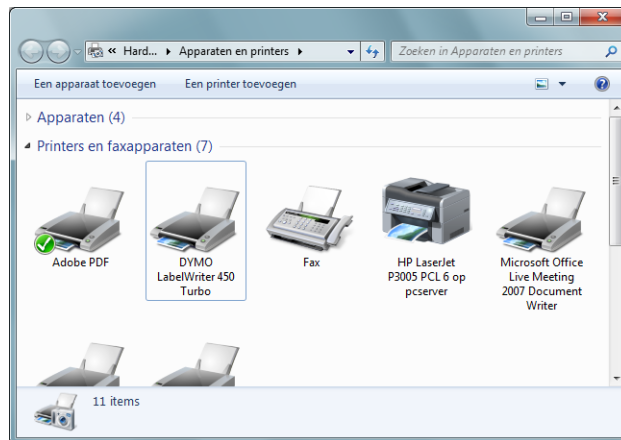 « Hard... Apparaten en printers
Zoeken in Apparaten en printers
Een apparaat toevoegen Een printer toevoegen
Apparaten (4)
Printers en faxapparaten (7)
Adobe PDF
DYMO
LabelWriter 450
Turbo
Fax
HP LaserJet
P3005 PCL 6 op
pcserver
Microsoft Office
Live Meeting
2007 Document
Writer
11 items